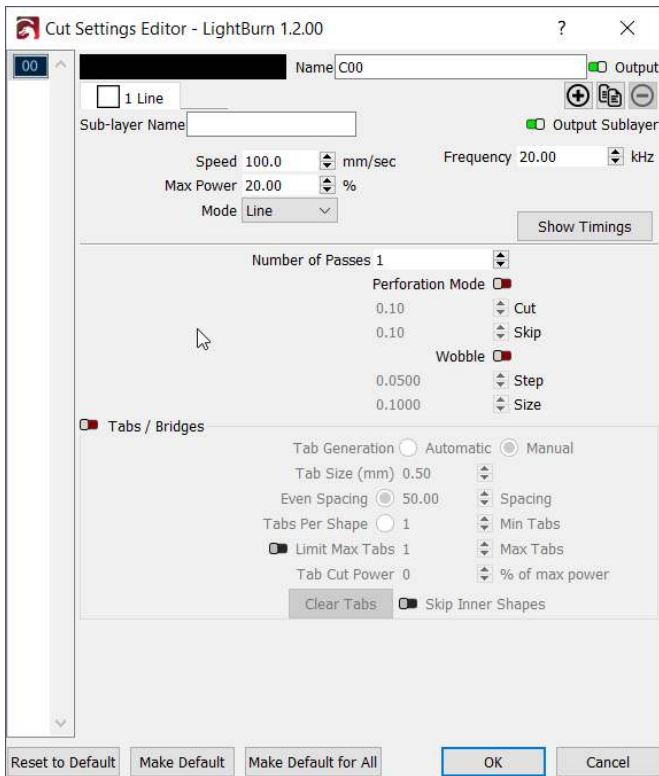 Cut Settings Editor - LightBurn 1.2.00 ? ×
00 Name C00 Output
1 Line
Sub-layer Name Output Sublayer
Speed 100.0 mm/sec Frequency 20.00 kHz
Max Power 20.00 %
Mode Line
Show Timings
Number of Passes 1
Perforation Mode
0.10 Cut
0.10 Skip
Wobble
0.0500 Step
0.1000 Size
Tabs / Bridges
Tab Generation Automatic Manual
Tab Size (mm) 0.50
Even Spacing 50.00 Spacing
Tabs Per Shape 1 Min Tabs
Limit Max Tabs 1 Max Tabs
Tab Cut Power 0 % of max power
Clear Tabs Skip Inner Shapes
Reset to Default Make Default Make Default for All OK Cancel